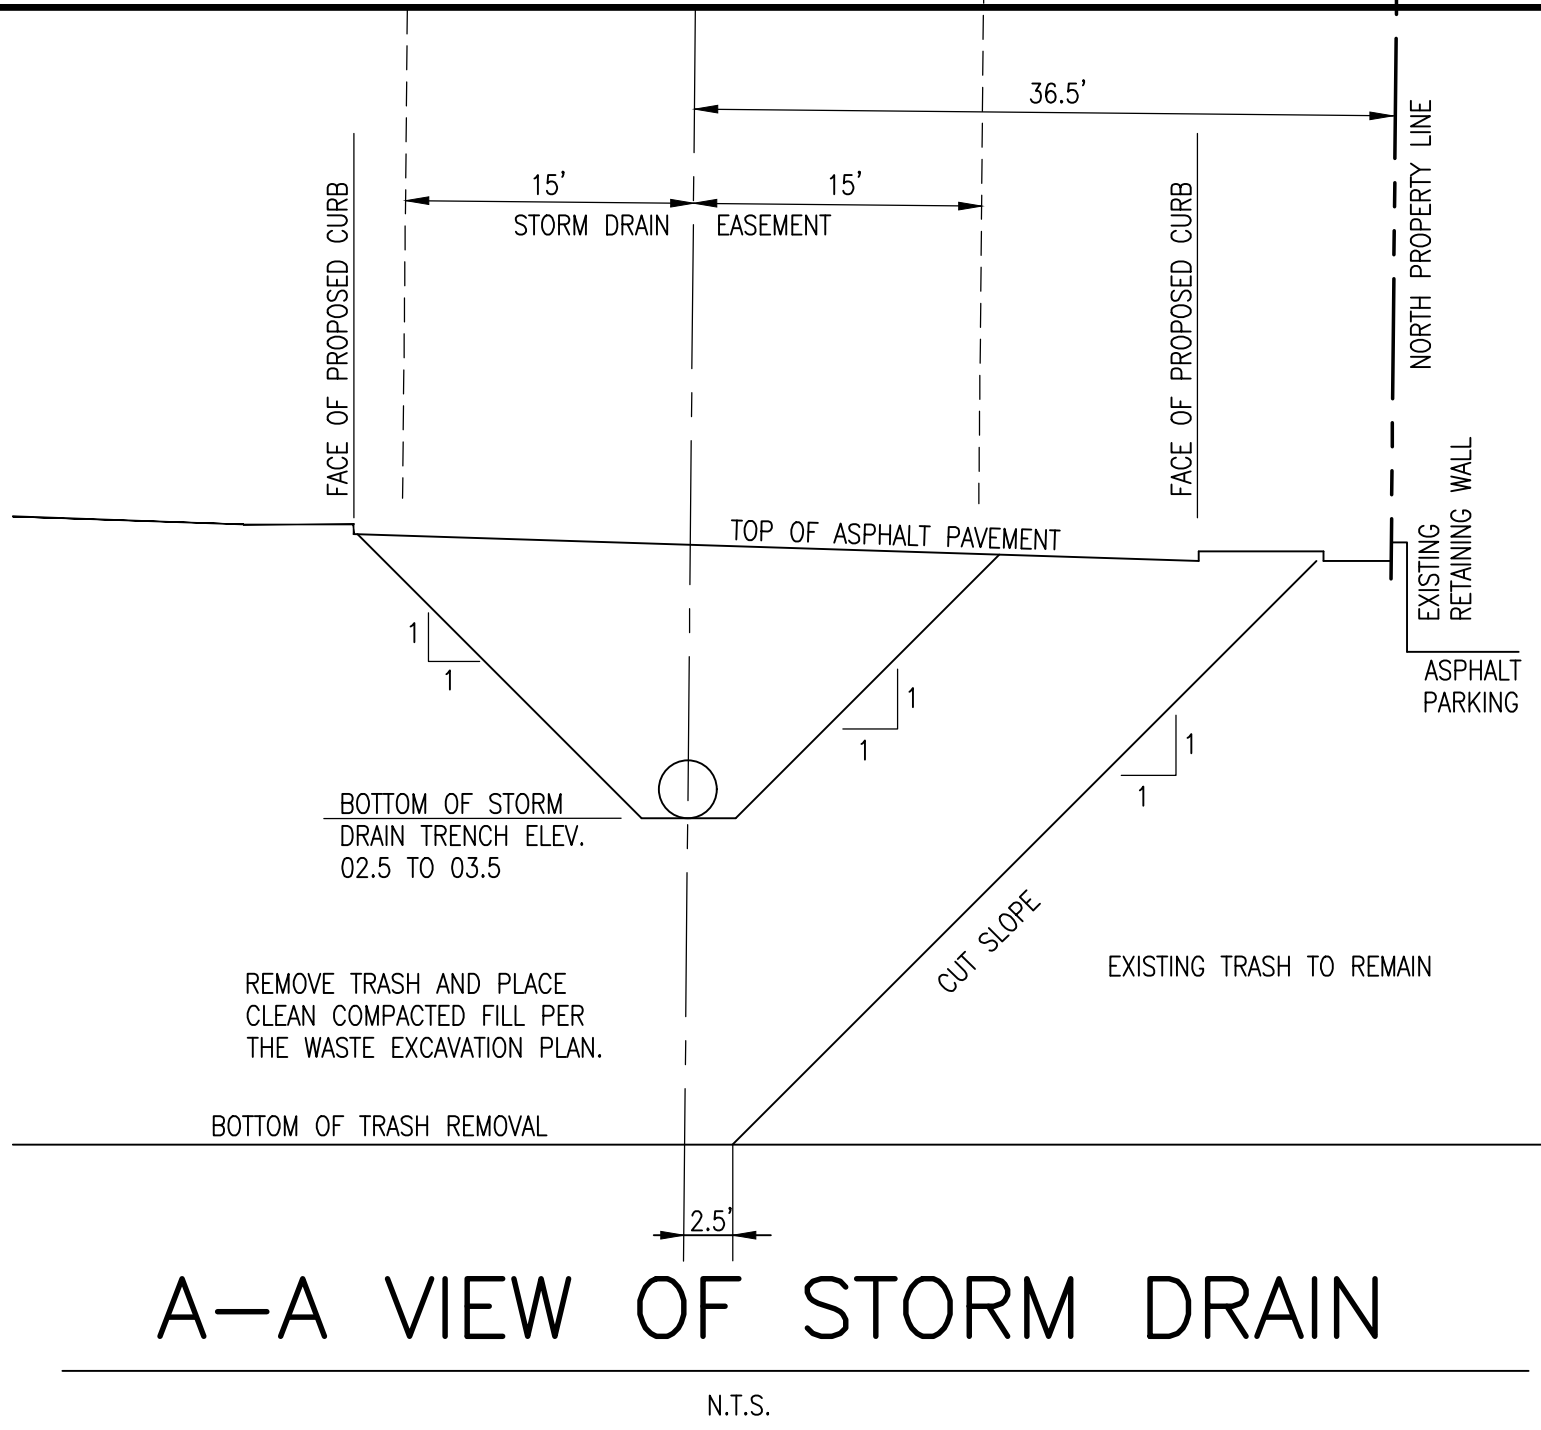 36.5'
15'
15'
STORM DRAIN EASEMENT
FACE OF PROPOSED CURB
FACE OF PROPOSED CURB
NORTH PROPERTY LINE
EXISTING
RETAINING WALL
TOP OF ASPHALT PAVEMENT
ASPHALT
PARKING
1
1
1
1
1
1
BOTTOM OF STORM
DRAIN TRENCH ELEV.
02.5 TO 03.5
CUT SLOPE
EXISTING TRASH TO REMAIN
REMOVE TRASH AND PLACE
CLEAN COMPACTED FILL PER
THE WASTE EXCAVATION PLAN.
BOTTOM OF TRASH REMOVAL
2.5'
A-A VIEW OF STORM DRAIN
N.T.S.